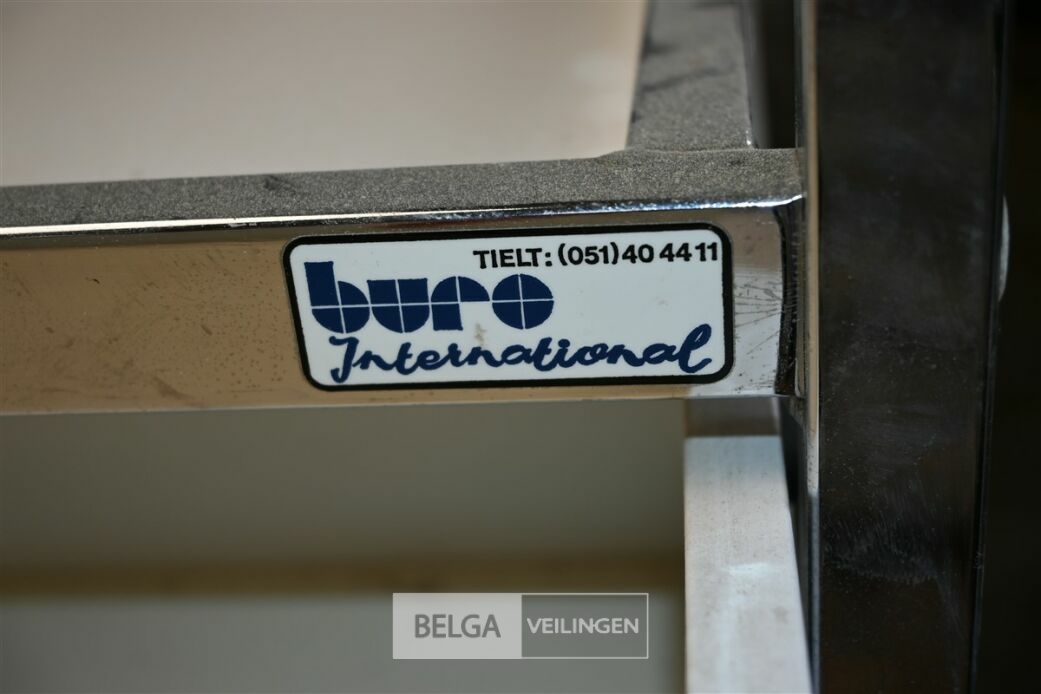 TIELT: (051) 40 44 11
buro
International
BELGA VEILINGEN